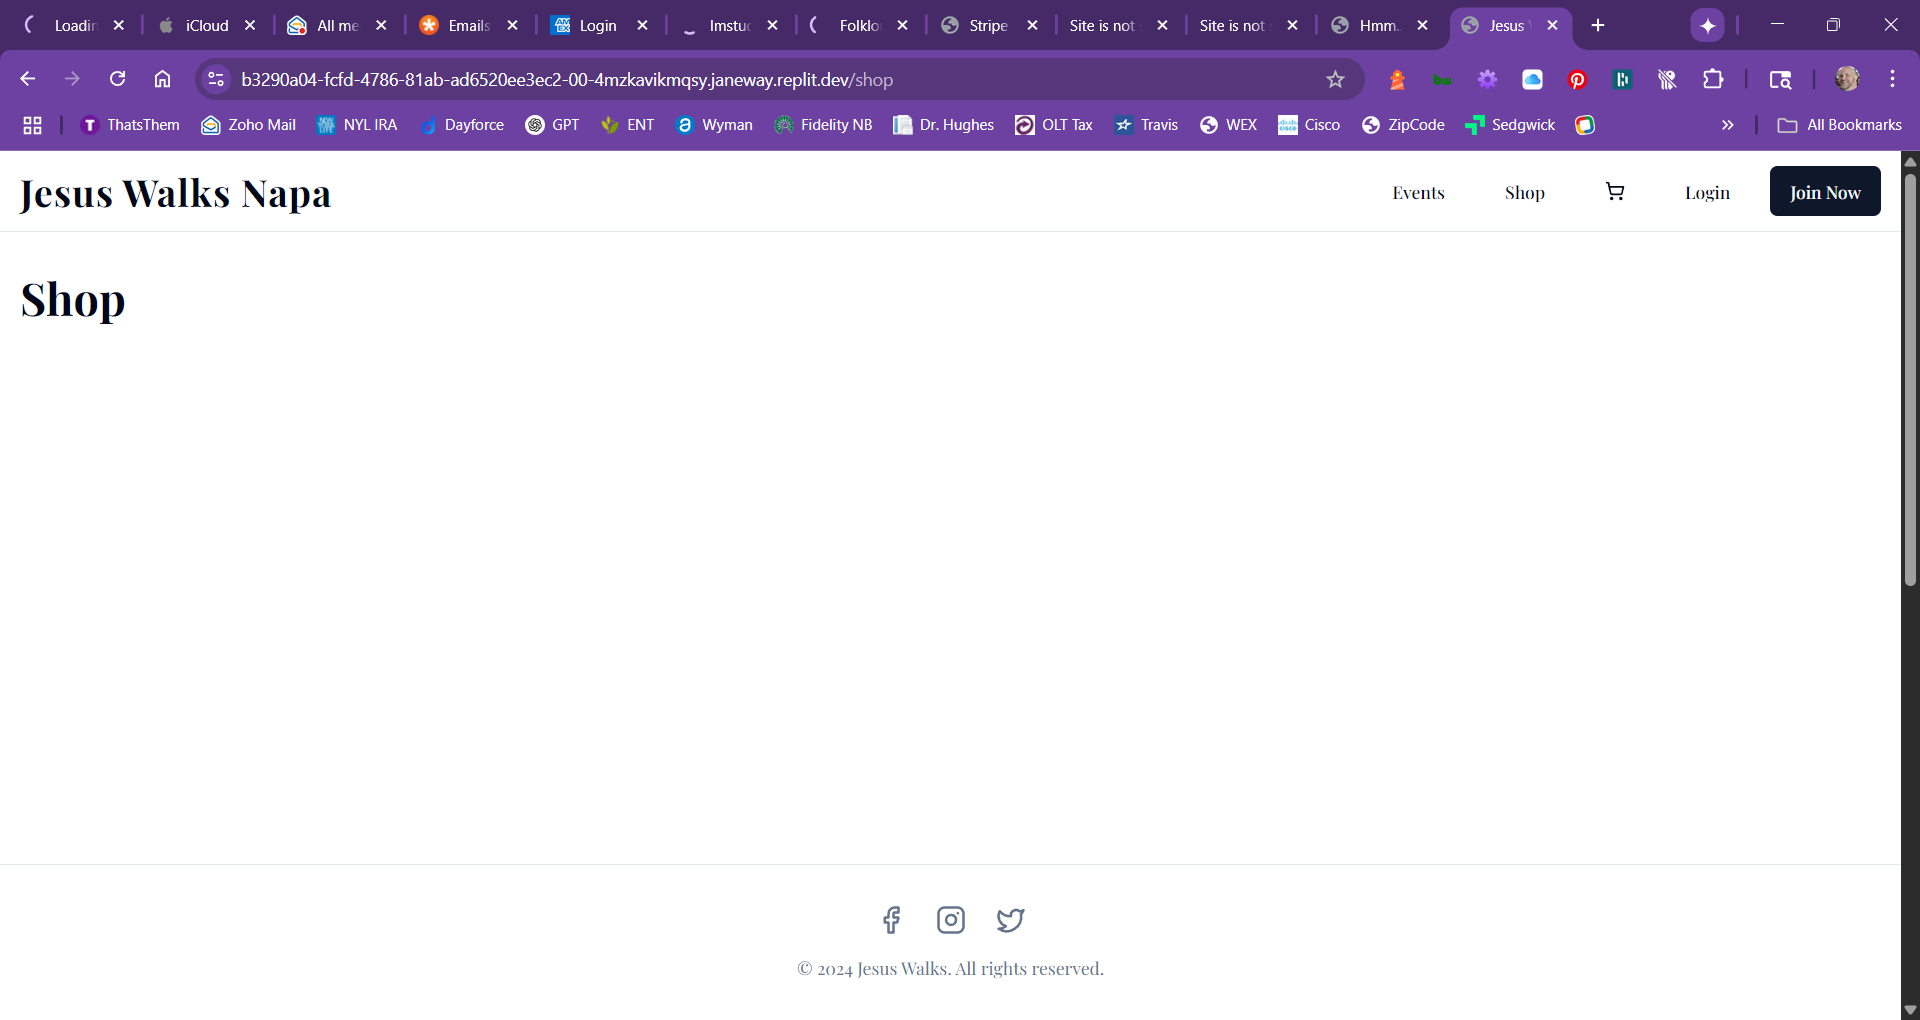 Loadin iCloud All me Emails Login Imstuc Folklo Stripe Site is not Site is not Hmm. Jesus
b3290a04-fcfd-4786-81ab-ad6520ee3ec2-00-4mzkavikmqsy.janeway.replit.dev/shop
ThatsThem Zoho Mail NYL IRA Dayforce GPT ENT Wyman Fidelity NB Dr. Hughes OLT Tax Travis WEX Cisco ZipCode Sedgwick » All Bookmarks
Jesus Walks Napa Events Shop Login Join Now
Shop
© 2024 Jesus Walks. All rights reserved.